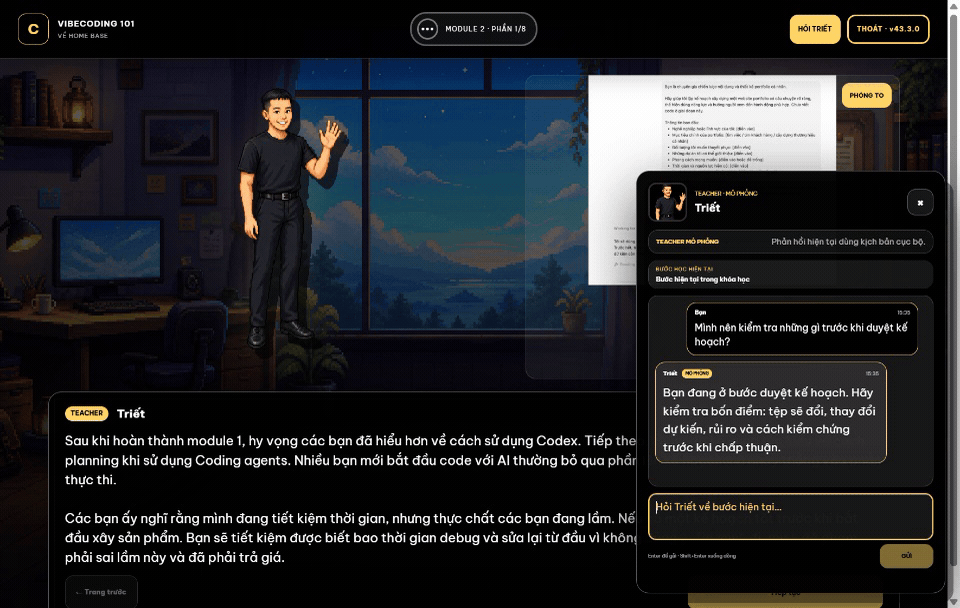 C
VIBECODING 101
VỀ HOME BASE
MODULE 2 · PHẦN 1/8
HỎI TRIẾT
THOÁT · v43.3.0
PHÓNG TO
TEACHER · MÔ PHỎNG
Triết
TEACHER MÔ PHỎNG
Phản hồi hiện tại dùng kịch bản cục bộ.
BƯỚC HỌC HIỆN TẠI
Bước hiện tại trong khóa học
Bạn
15:35
Mình nên kiểm tra những gì trước khi duyệt kế
hoạch?
Triết MÔ PHỎNG
15:35
Bạn đang ở bước duyệt kế hoạch. Hãy
kiểm tra bốn điểm: tệp sẽ đổi, thay đổi
dự kiến, rủi ro và cách kiểm chứng
trước khi chấp thuận.
Hỏi Triết về bước hiện tại...
Enter để gửi · Shift+Enter xuống dòng
GỬI
TEACHER Triết
Sau khi hoàn thành module 1, hy vọng các bạn đã hiểu hơn về cách sử dụng Codex. Tiếp the
planning khi sử dụng Coding agents. Nhiều bạn mới bắt đầu code với AI thường bỏ qua phần
thực thi.
Các bạn ấy nghĩ rằng mình đang tiết kiệm thời gian, nhưng thực chất các bạn đang lầm. Nế
đầu xây sản phẩm. Bạn sẽ tiết kiệm được biết bao thời gian debug và sửa lại từ đầu vì không
phải sai lầm này và đã phải trả giá.
← Trang trước